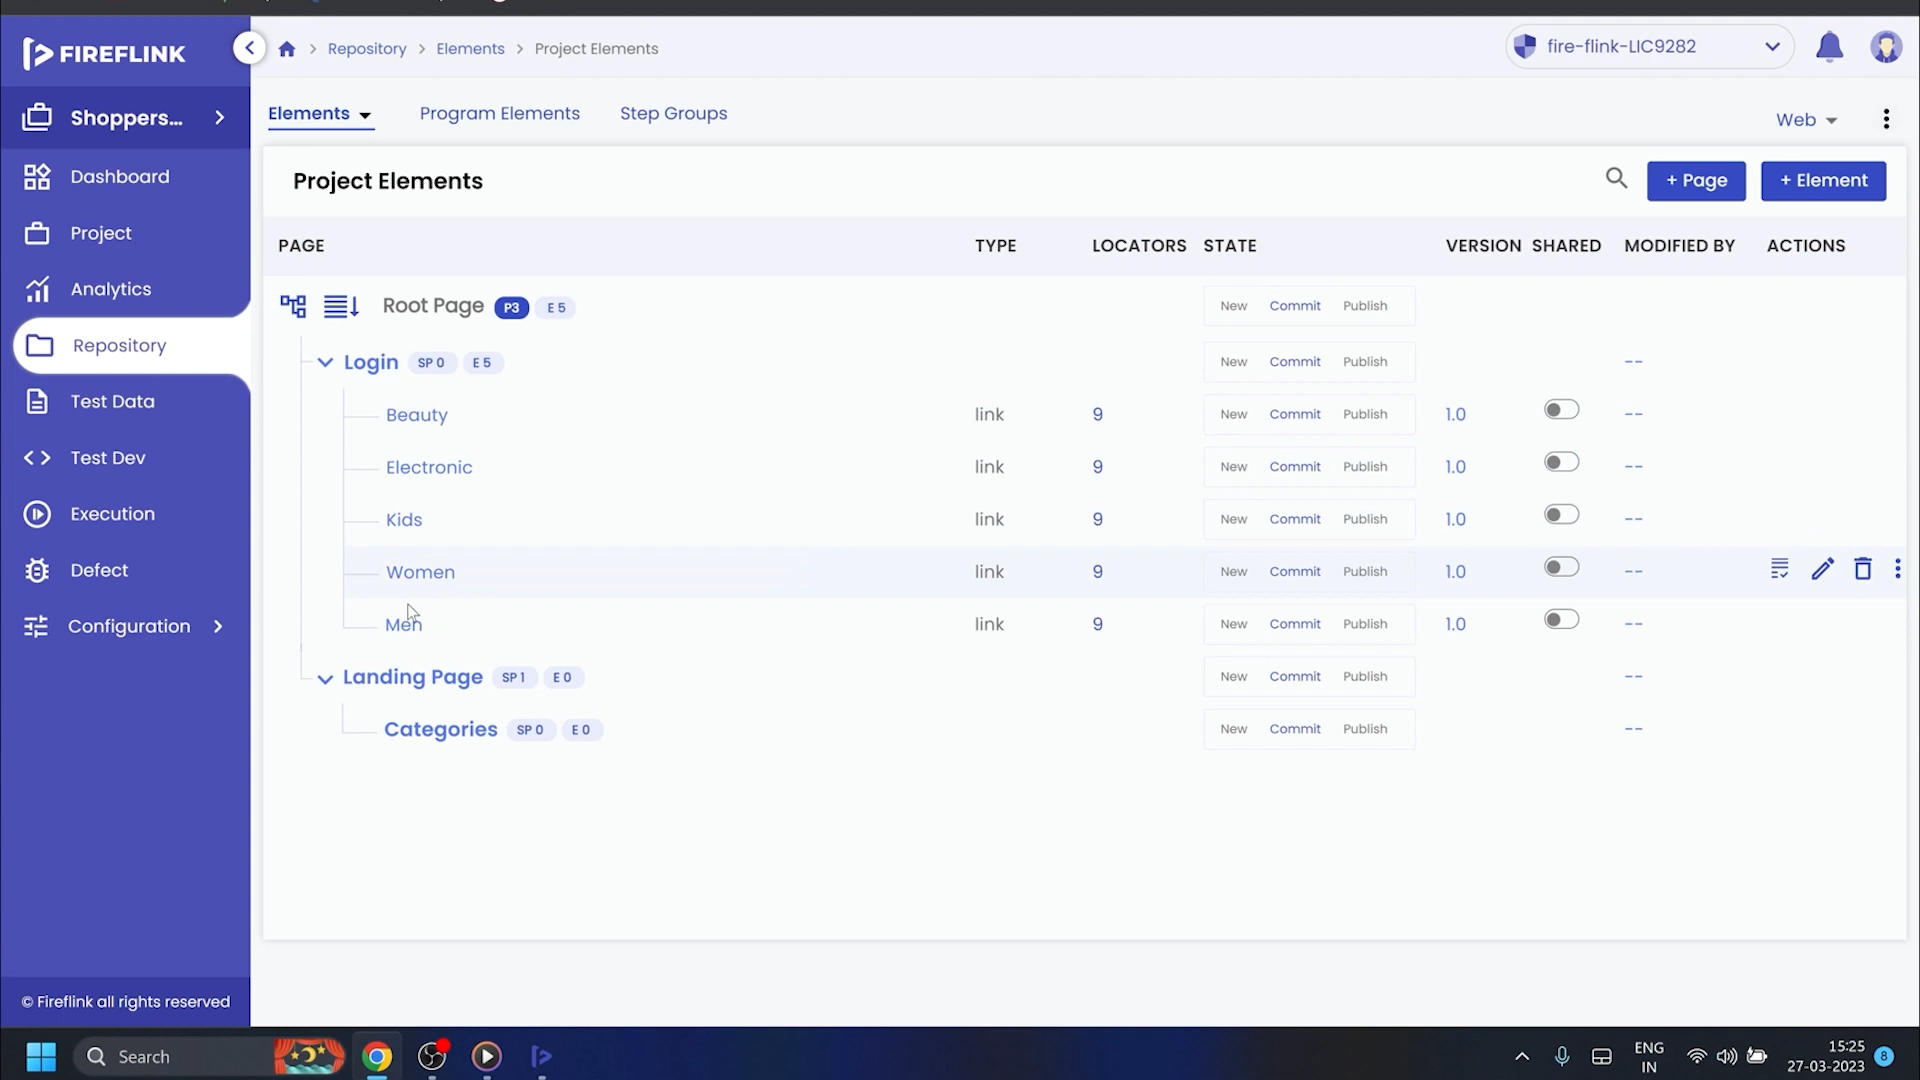 FIREFLINK
Repository
Elements
Project Elements
fire-flink-LIC9282
Shoppers...
Elements
Program Elements
Step Groups
Web
Dashboard
Project
Analytics
Repository
Test Data
Test Dev
Execution
Defect
Configuration
© Fireflink all rights reserved
Project Elements
+ Page
+ Element
PAGE TYPE LOCATORS STATE VERSION SHARED MODIFIED BY ACTIONS
Root Page P3 E 5 New Commit Publish
Login SP 0 E 5 New Commit Publish --
Beauty link 9 New Commit Publish 1.0 --
Electronic link 9 New Commit Publish 1.0 --
Kids link 9 New Commit Publish 1.0 --
Women link 9 New Commit Publish 1.0 --
Men link 9 New Commit Publish 1.0 --
Landing Page SP 1 E 0 New Commit Publish --
Categories SP 0 E 0 New Commit Publish --
Search
ENG
IN
15:25
27-03-2023
8